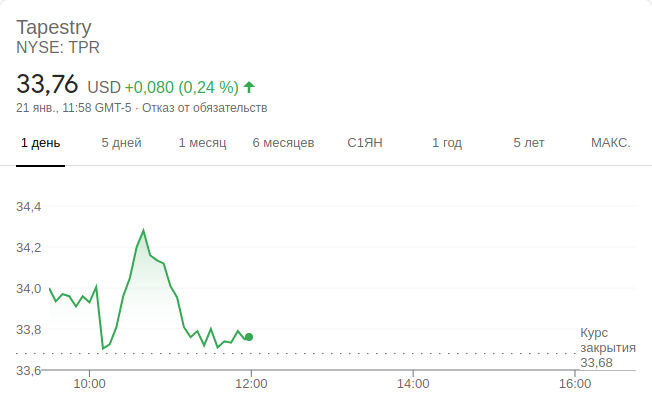 Tapestry
NYSE: TPR
33,76 USD +0,080 (0,24 %)
21 янв., 11:58 GMT-5 · Отказ от обязательств
1 день 5 дней 1 месяц 6 месяцев С1ЯН 1 год 5 лет МАКС.
34,4
34,2
34,0
33,8
Курс
закрытия
33,68
33,6
10:00 12:00 14:00 16:00